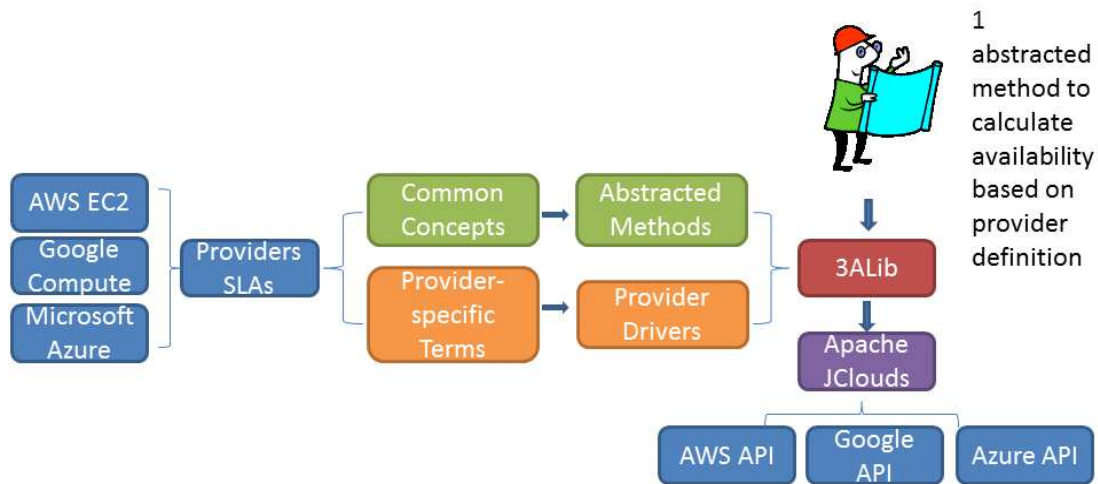 1
abstracted
method to
calculate
availability
based on
provider
definition
AWS EC2
Google
Compute
Microsoft
Azure
Providers
SLAs
Common
Concepts
Abstracted
Methods
Provider-
specific
Terms
Provider
Drivers
3ALib
Apache
JClouds
AWS API
Google
API
Azure API